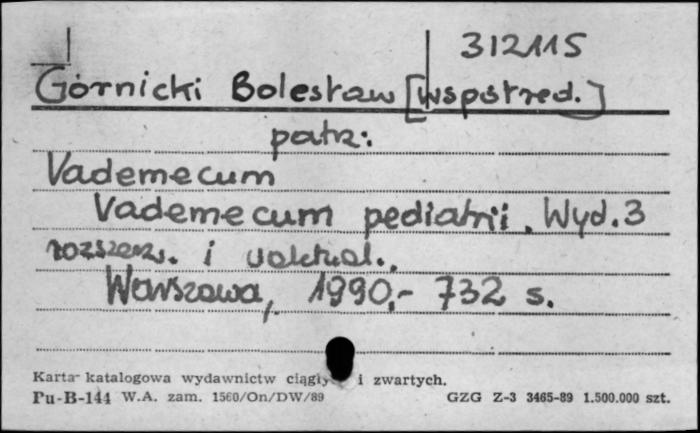 312115
Górnicki Bolesław [współred.]
patrz:
Vademecum
Vademecum pediatrii. Wyd. 3
rozszerz. i uaktual.,
Warszawa, 1990.- 732 s.
Karta katalogowa wydawnictw i zwartych.
Pu-B-144 W.A. zam. 1560/On/DW/89 GZG Z-3 3465-89 1.500.000 szt.